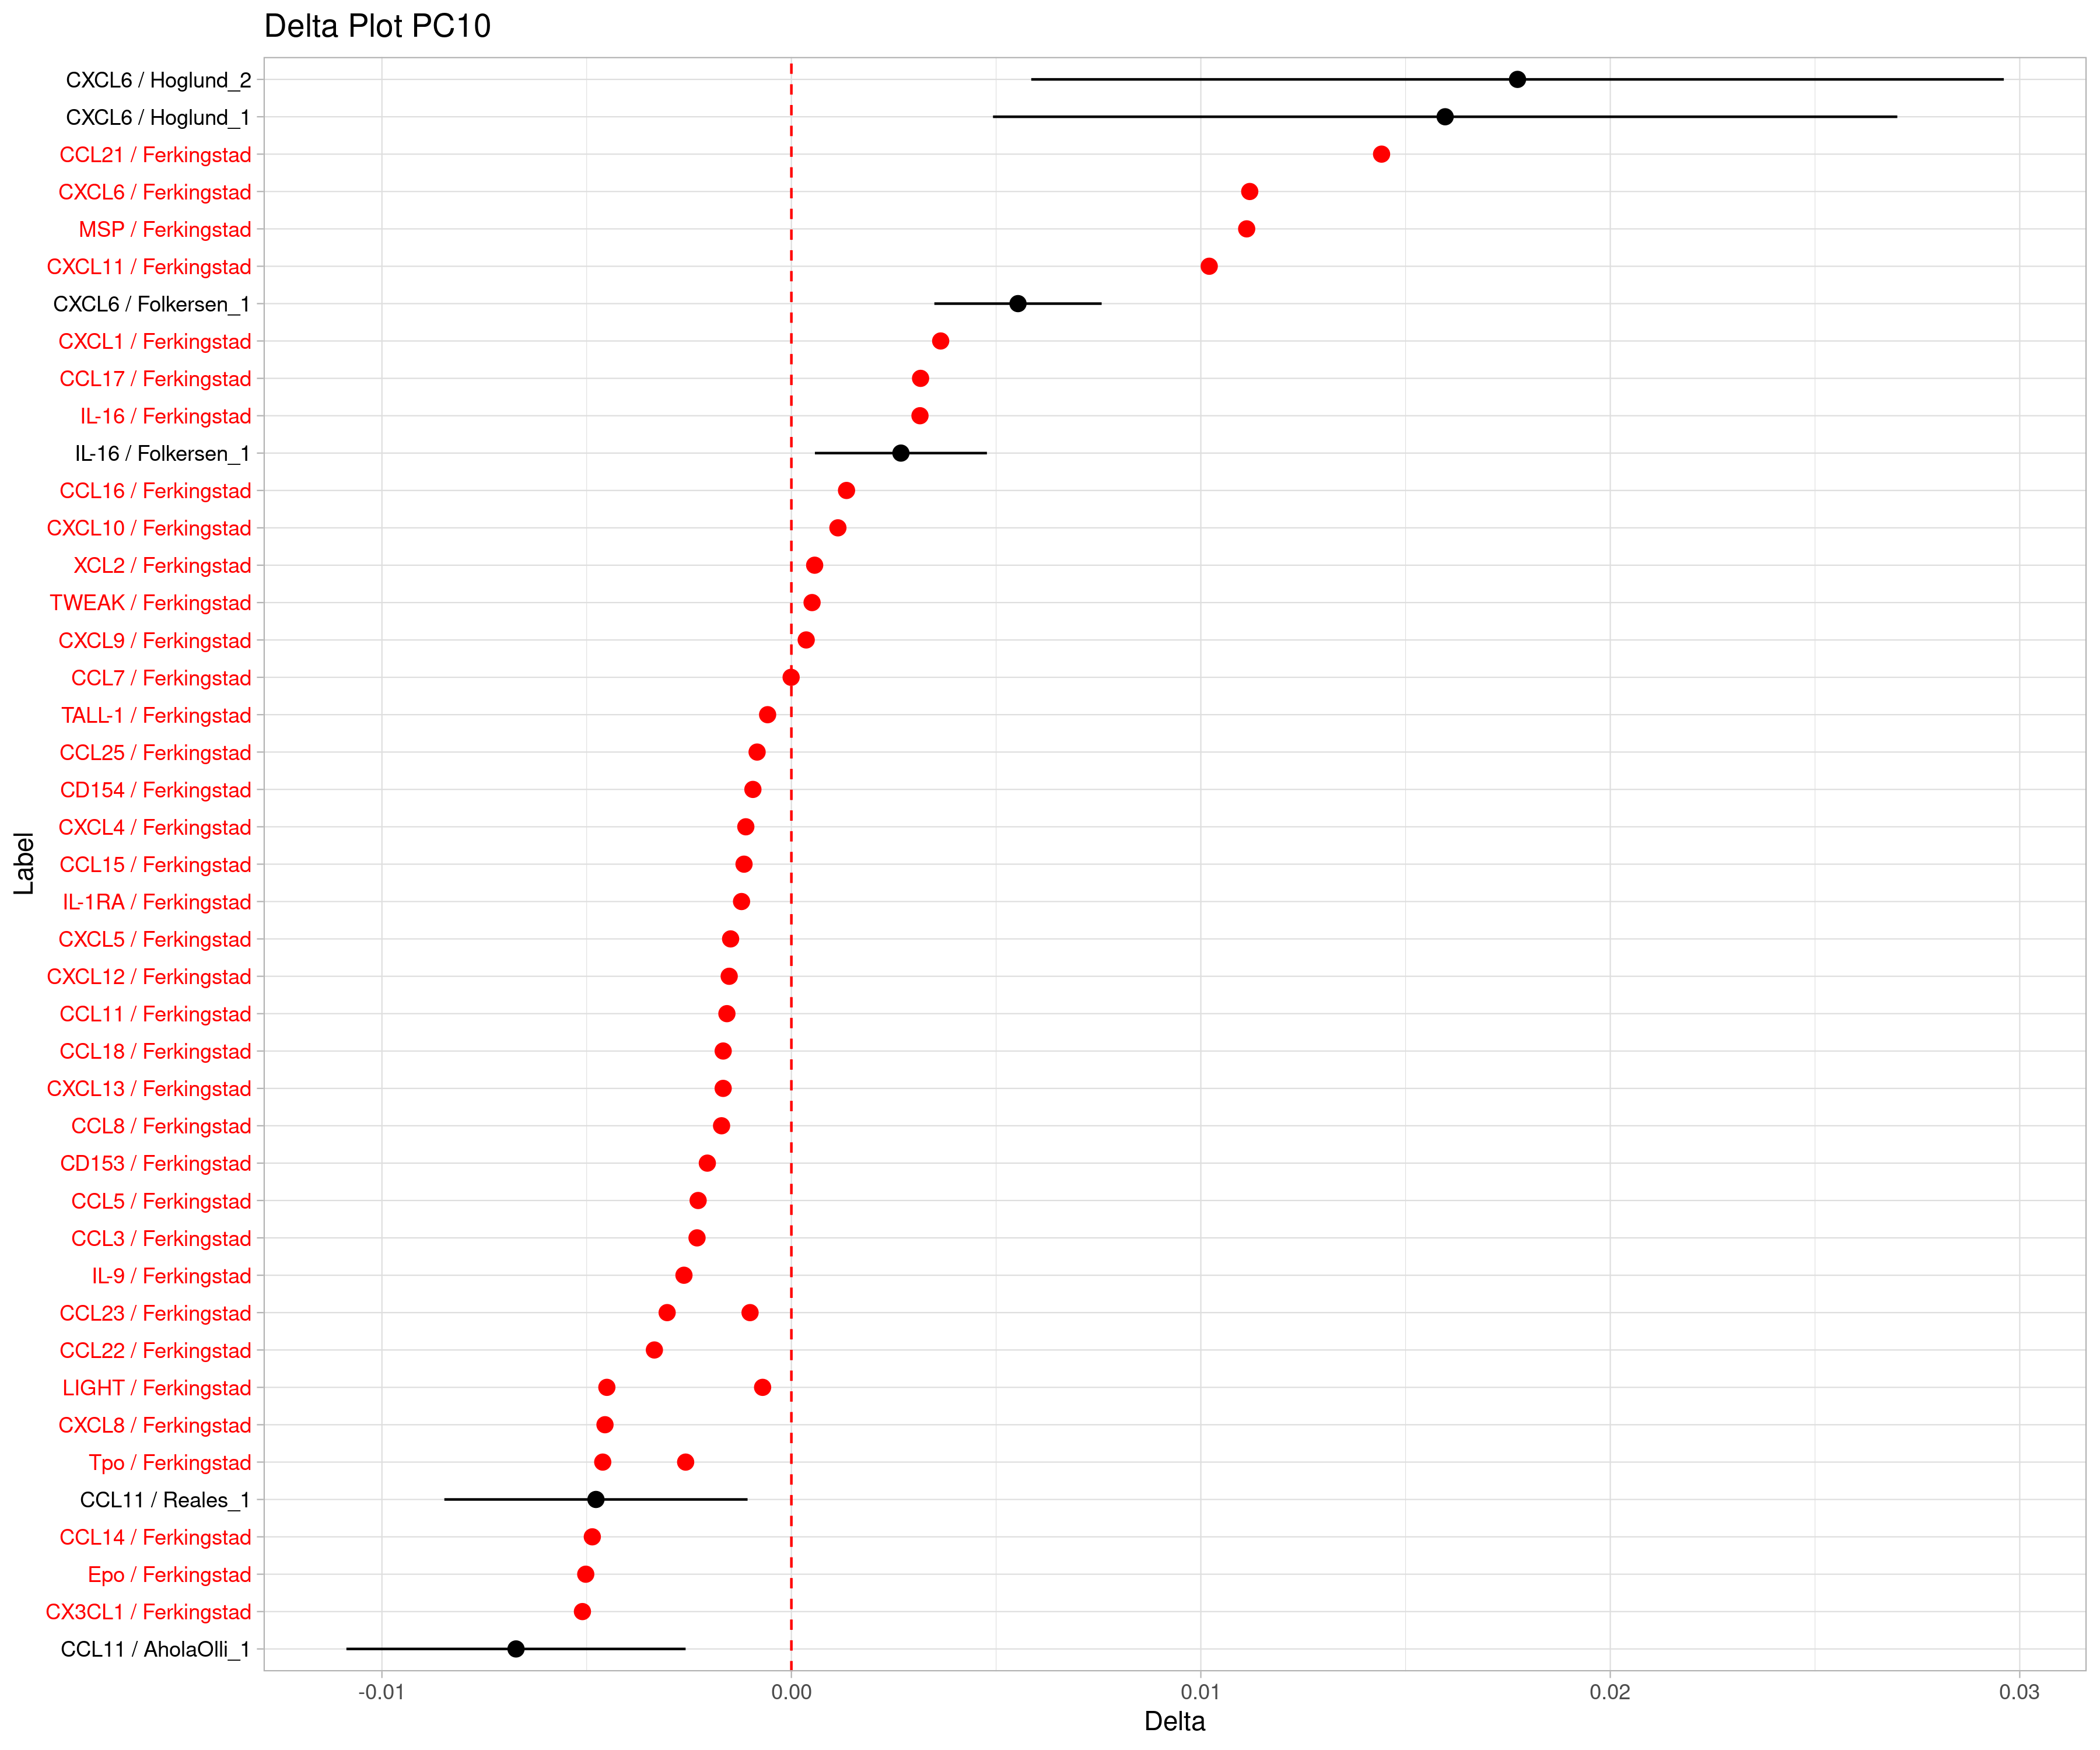 Delta Plot PC10
CXCL6 / Hoglund_2
CXCL6 / Hoglund_1
CCL21 / Ferkingstad
CXCL6 / Ferkingstad
MSP / Ferkingstad
CXCL11 / Ferkingstad
CXCL6 / Folkersen_1
CXCL1 / Ferkingstad
CCL17 / Ferkingstad
IL-16 / Ferkingstad
IL-16 / Folkersen_1
CCL16 / Ferkingstad
CXCL10 / Ferkingstad
XCL2 / Ferkingstad
TWEAK / Ferkingstad
CXCL9 / Ferkingstad
CCL7 / Ferkingstad
TALL-1 / Ferkingstad
CCL25 / Ferkingstad
CD154 / Ferkingstad
CXCL4 / Ferkingstad
CCL15 / Ferkingstad
IL-1RA / Ferkingstad
CXCL5 / Ferkingstad
CXCL12 / Ferkingstad
CCL11 / Ferkingstad
CCL18 / Ferkingstad
CXCL13 / Ferkingstad
CCL8 / Ferkingstad
CD153 / Ferkingstad
CCL5 / Ferkingstad
CCL3 / Ferkingstad
IL-9 / Ferkingstad
CCL23 / Ferkingstad
CCL22 / Ferkingstad
LIGHT / Ferkingstad
CXCL8 / Ferkingstad
Tpo / Ferkingstad
CCL11 / Reales_1
CCL14 / Ferkingstad
Epo / Ferkingstad
CX3CL1 / Ferkingstad
CCL11 / AholaOlli_1
Label
-0.01 0.00 0.01 0.02 0.03
Delta